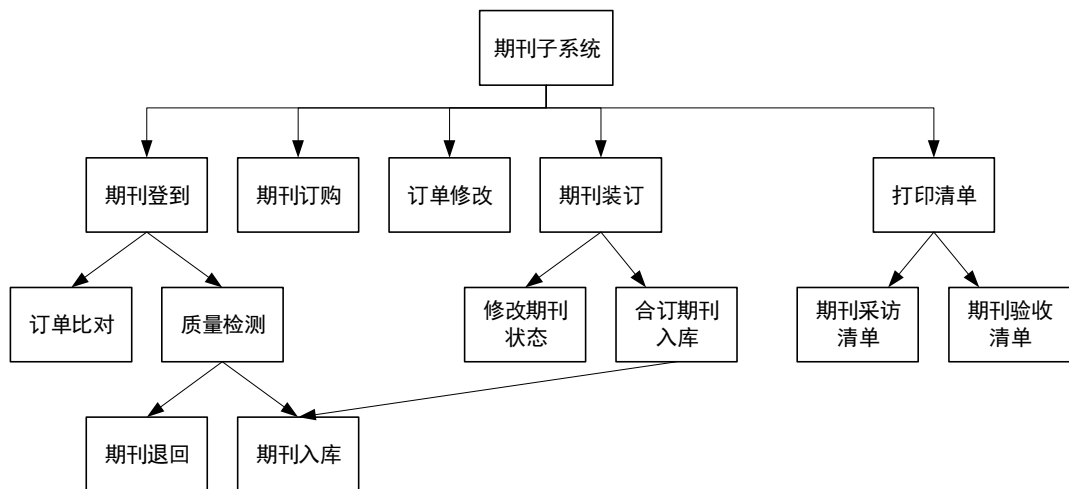 期刊子系统
期刊登到
期刊订购
订单修改
期刊装订
打印清单
订单比对
质量检测
修改期刊
状态
合订期刊
入库
期刊采访
清单
期刊验收
清单
期刊退回
期刊入库